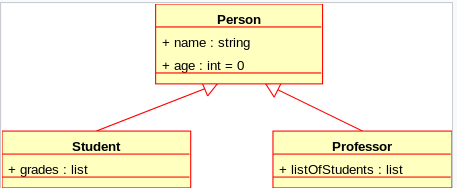 Person
+ name : string
+ age : int = 0
Student
Professor
+ grades : list
+ listOfStudents : list